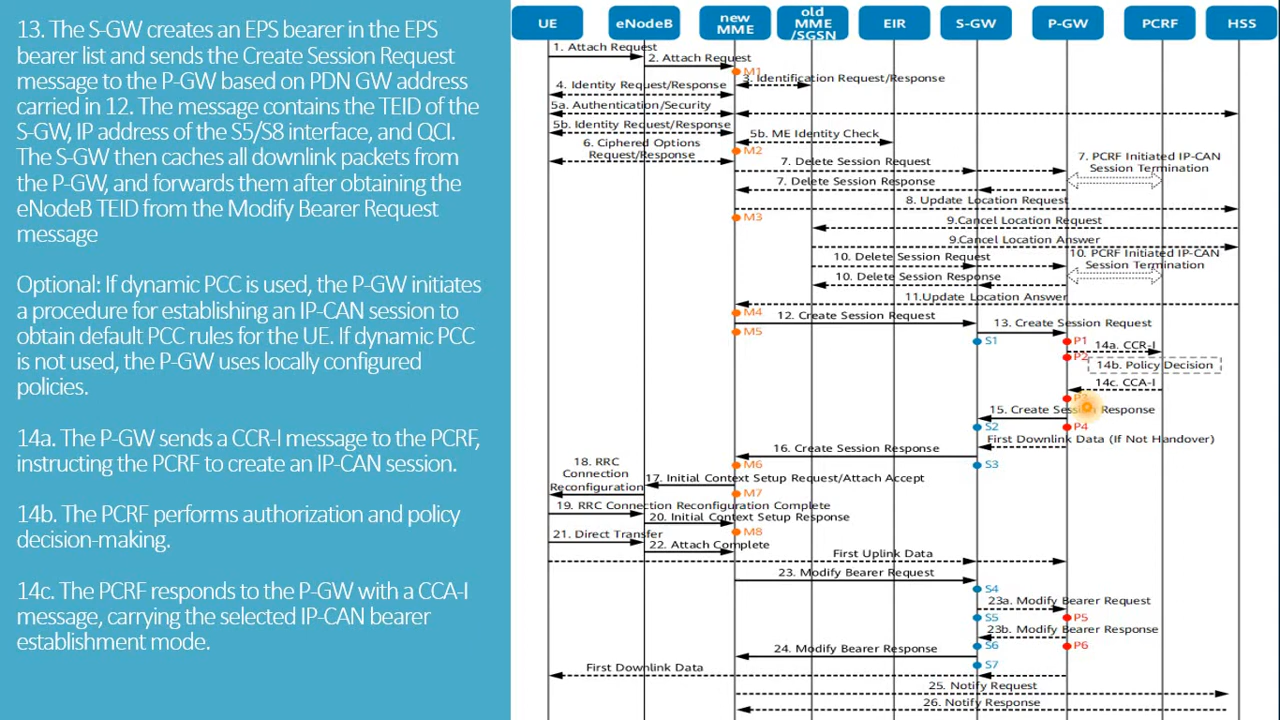 13. The S-GW creates an EPS bearer in the EPS
bearer list and sends the Create Session Request
message to the P-GW based on PDN GW address
carried in 12. The message contains the TEID of the
S-GW, IP address of the S5/S8 interface, and QCI.
The S-GW then caches all downlink packets from
the P-GW, and forwards them after obtaining the
eNodeB TEID from the Modify Bearer Request
message
Optional: If dynamic PCC is used, the P-GW initiates
a procedure for establishing an IP-CAN session to
obtain default PCC rules for the UE. If dynamic PCC
is not used, the P-GW uses locally configured
policies.
14a. The P-GW sends a CCR-I message to the PCRF,
instructing the PCRF to create an IP-CAN session.
14b. The PCRF performs authorization and policy
decision-making.
14c. The PCRF responds to the P-GW with a CCA-I
message, carrying the selected IP-CAN bearer
establishment mode.
UE
eNodeB
new
MME
old
MME
/SGSN
EIR
S-GW
P-GW
PCRF
HSS
1. Attach Request
2. Attach Request
M1
3. Identification Request/Response
4. Identity Request/Response
5a. Authentication/Security
5b. Identity Request/Response
5b. ME Identity Check
6. Ciphered Options
Request/Response
M2
7. Delete Session Request
7. PCRF Initiated IP-CAN
Session Termination
7. Delete Session Response
8. Update Location Request
M3
9.Cancel Location Request
9.Cancel Location Answer
10. Delete Session Request
10. PCRF Initiated IP-CAN
Session Termination
10. Delete Session Response
11.Update Location Answer
M4
12. Create Session Request
13. Create Session Request
M5
S1
P1
14a. CCR-I
P2
14b. Policy Decision
14c. CCA-I
P3
15. Create Session Response
S2
P4
First Downlink Data (If Not Handover)
16. Create Session Response
M6
S3
18. RRC
Connection
Reconfiguration
17. Initial Context Setup Request/Attach Accept
M7
19. RRC Connection Reconfiguration Complete
20. Initial Context Setup Response
M8
21. Direct Transfer
22. Attach Complete
First Uplink Data
23. Modify Bearer Request
S4
23a. Modify Bearer Request
S5
P5
23b. Modify Bearer Response
S6
P6
24. Modify Bearer Response
S7
First Downlink Data
25. Notify Request
26. Notify Response